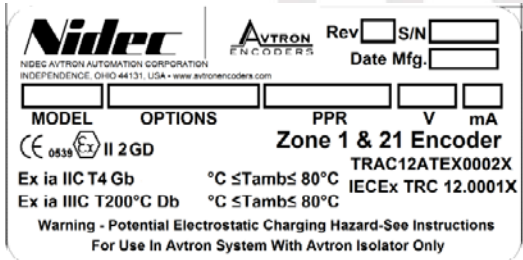 Nidec
AVTRON
ENCODERS
Rev S/N
Date Mfg.
NIDEC AVTRON AUTOMATION CORPORATION
INDEPENDENCE, OHIO 44131, USA • www.avtronencoders.com
MODEL OPTIONS PPR V mA
CE 0539 Ex II 2 GD
Zone 1 & 21 Encoder
TRAC12ATEX0002X
Ex ia IIC T4 Gb °C ≤Tamb≤ 80°C
IECEx TRC 12.0001X
Ex ia IIIC T200°C Db °C ≤Tamb≤ 80°C
Warning - Potential Electrostatic Charging Hazard-See Instructions
For Use In Avtron System With Avtron Isolator Only